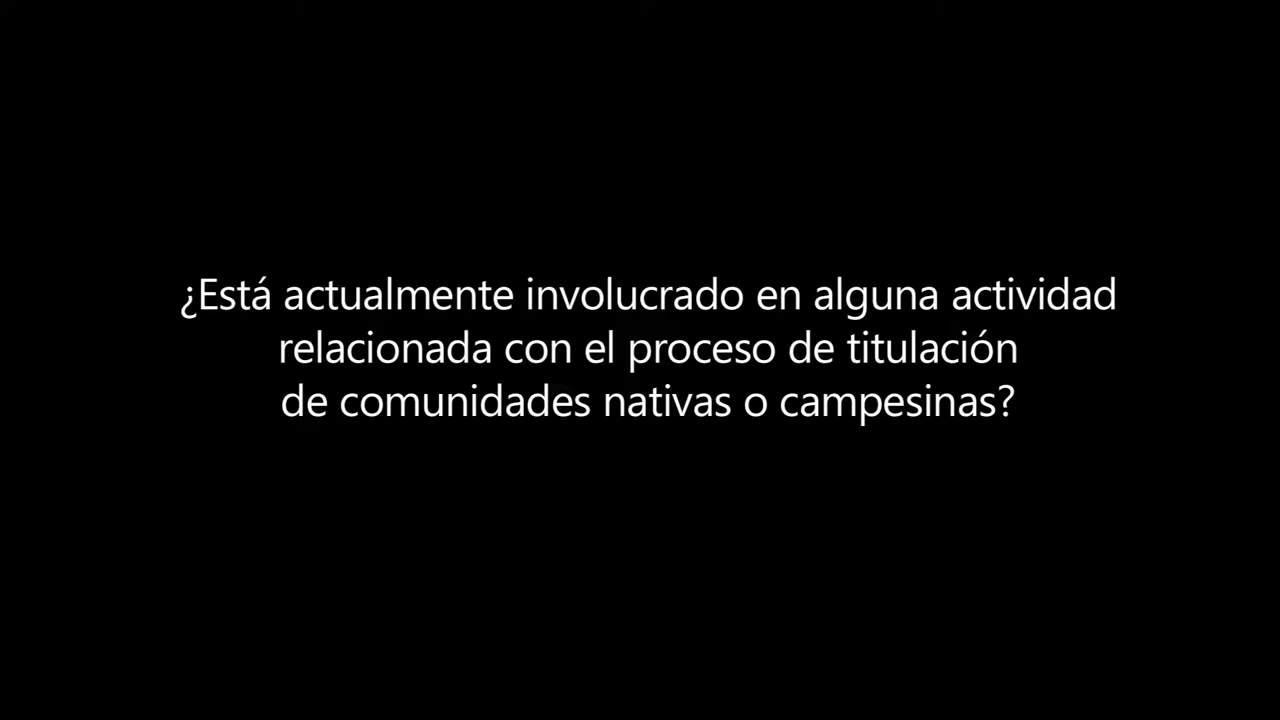 ¿Está actualmente involucrado en alguna actividad
relacionada con el proceso de titulación
de comunidades nativas o campesinas?